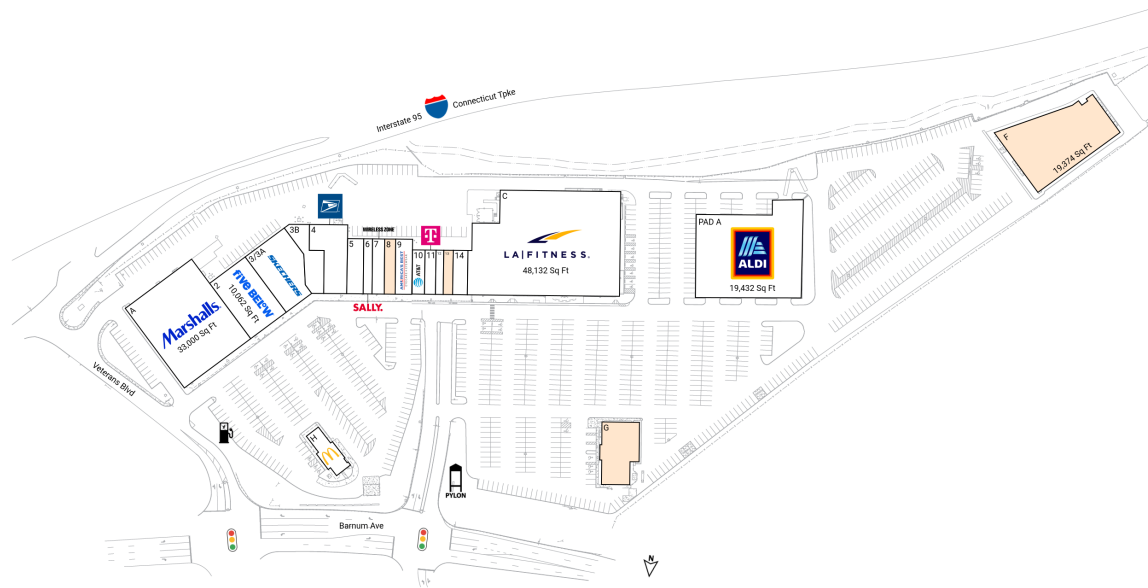 Interstate 95
Connecticut Tpke
F
19,374 Sq Ft
C
LA|FITNESS.
48,132 Sq Ft
PAD A
ALDI
19,432 Sq Ft
3B
4
WIRELESS ZONE
T
5
6
7
8
9
AMERICA'S BEST
10
AT&T
11
14
SALLY.
3/3A
SKECHERS
2
five BELOW
10,062 Sq Ft
A
Marshalls
33,000 Sq Ft
Veterans Blvd
H
M
G
PYLON
Barnum Ave
N